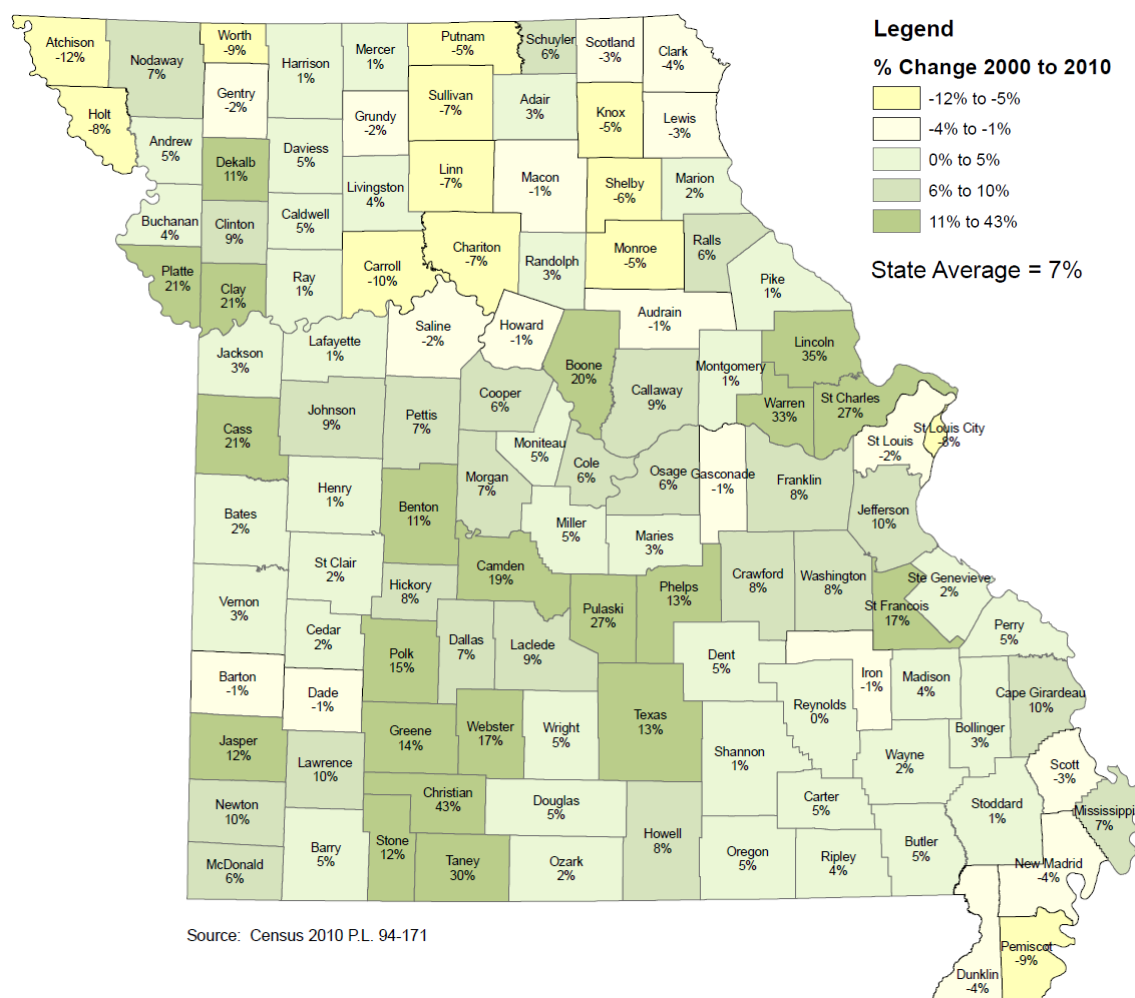 Legend
% Change 2000 to 2010
-12% to -5%
-4% to -1%
0% to 5%
6% to 10%
11% to 43%
State Average = 7%
Atchison
-12%
Nodaway
7%
Worth
-9%
Harrison
1%
Mercer
1%
Putnam
-5%
Schuyler
6%
Scotland
-3%
Clark
-4%
Holt
-8%
Gentry
-2%
Grundy
-2%
Sullivan
-7%
Adair
3%
Knox
-5%
Lewis
-3%
Andrew
5%
Dekalb
11%
Daviess
5%
Livingston
4%
Linn
-7%
Macon
-1%
Shelby
-6%
Marion
2%
Buchanan
4%
Clinton
9%
Caldwell
5%
Chariton
-7%
Randolph
3%
Monroe
-5%
Ralls
6%
Platte
21%
Clay
21%
Ray
1%
Carroll
-10%
Pike
1%
Saline
-2%
Howard
-1%
Audrain
-1%
Jackson
3%
Lafayette
1%
Boone
20%
Montgomery
1%
Lincoln
35%
Johnson
9%
Pettis
7%
Cooper
6%
Callaway
9%
Warren
33%
St Charles
27%
Cass
21%
Moniteau
5%
Cole
6%
Osage
6%
Gasconade
-1%
Franklin
8%
St Louis
-2%
St Louis City
-8%
Bates
2%
Henry
1%
Benton
11%
Morgan
7%
Miller
5%
Maries
3%
Jefferson
10%
St Clair
2%
Hickory
8%
Camden
19%
Pulaski
27%
Phelps
13%
Crawford
8%
Washington
8%
Ste Genevieve
2%
St Francois
17%
Perry
5%
Vernon
3%
Cedar
2%
Polk
15%
Dallas
7%
Laclede
9%
Dent
5%
Iron
-1%
Madison
4%
Cape Girardeau
10%
Barton
-1%
Dade
-1%
Greene
14%
Webster
17%
Wright
5%
Texas
13%
Reynolds
0%
Bollinger
3%
Jasper
12%
Lawrence
10%
Shannon
1%
Wayne
2%
Scott
-3%
Newton
10%
Christian
43%
Douglas
5%
Carter
5%
Stoddard
1%
Mississippi
7%
McDonald
6%
Barry
5%
Stone
12%
Taney
30%
Ozark
2%
Howell
8%
Oregon
5%
Ripley
4%
Butler
5%
New Madrid
-4%
Pemiscot
-9%
Dunklin
-4%
Source: Census 2010 P.L. 94-171